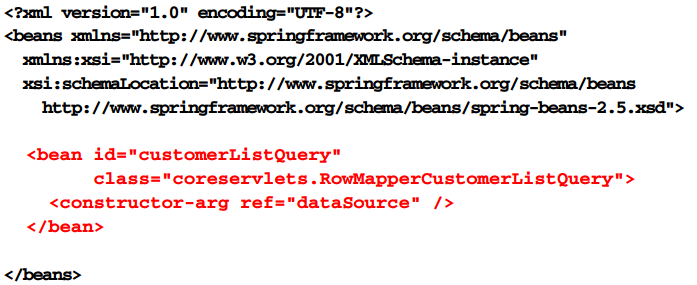 <?xml version="1.0" encoding="UTF-8"?>
<beans xmlns="http://www.springframework.org/schema/beans"
xmlns:xsi="http://www.w3.org/2001/XMLSchema-instance"
xsi:schemaLocation="http://www.springframework.org/schema/beans
http://www.springframework.org/schema/beans/spring-beans-2.5.xsd">
<bean id="customerListQuery"
class="coreservlets.RowMapperCustomerListQuery">
<constructor-arg ref="dataSource" />
</bean>
</beans>